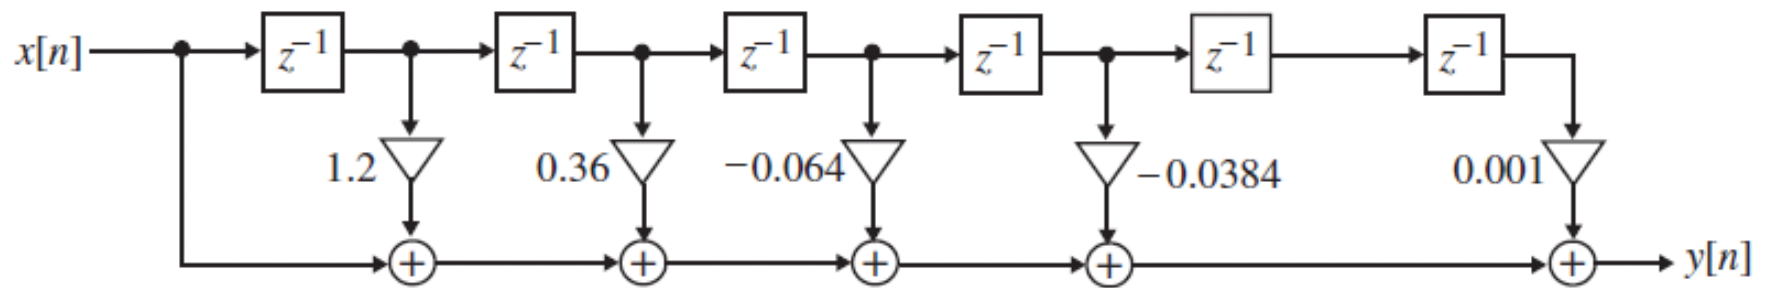 x[n] z⁻¹ z⁻¹ z⁻¹ z⁻¹ z⁻¹ z⁻¹
1.2 0.36 −0.064 −0.0384 0.001
+ + + + + y[n]